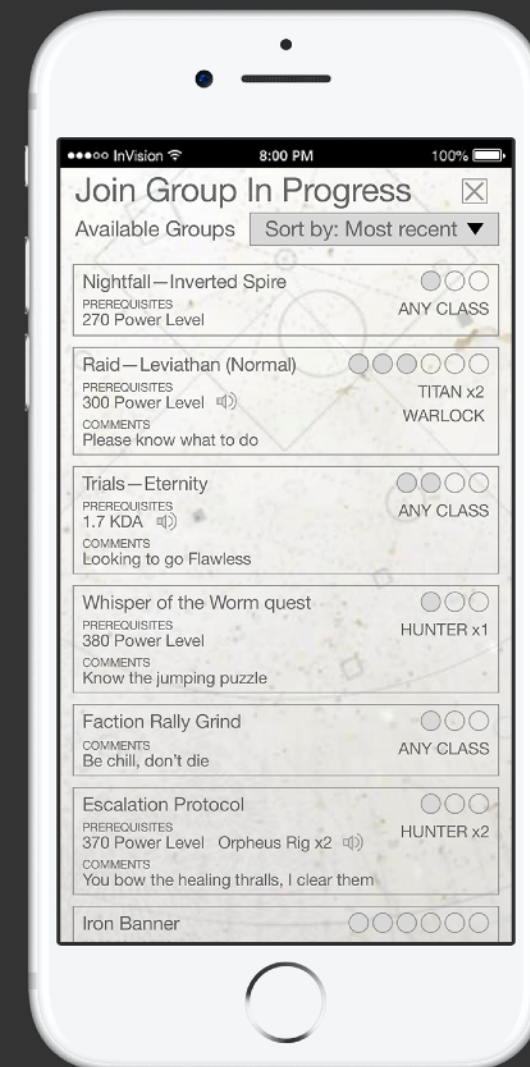 InVision 8:00 PM 100%
Join Group In Progress
Available Groups Sort by: Most recent
Nightfall—Inverted Spire
PREREQUISITES
270 Power Level
ANY CLASS
Raid—Leviathan (Normal)
PREREQUISITES
300 Power Level
TITAN x2
WARLOCK
COMMENTS
Please know what to do
Trials—Eternity
PREREQUISITES
1.7 KDA
ANY CLASS
COMMENTS
Looking to go Flawless
Whisper of the Worm quest
PREREQUISITES
380 Power Level
HUNTER x1
COMMENTS
Know the jumping puzzle
Faction Rally Grind
COMMENTS
Be chill, don't die
ANY CLASS
Escalation Protocol
PREREQUISITES
370 Power Level Orpheus Rig x2
HUNTER x2
COMMENTS
You bow the healing thralls, I clear them
Iron Banner